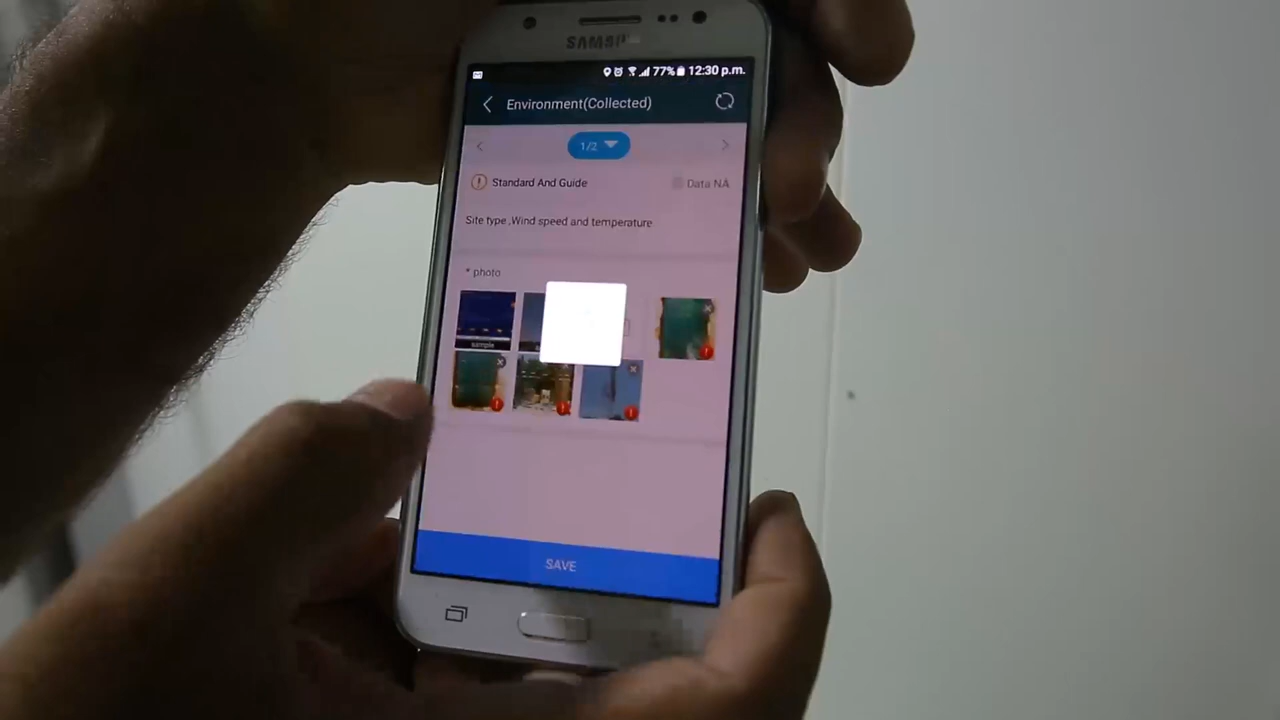 SAMSU
77% 12:30 p.m.
Environment(Collected)
1/2
Standard And Guide
Data NA
Site type ,Wind speed and temperature
* photo
sample
SAVE